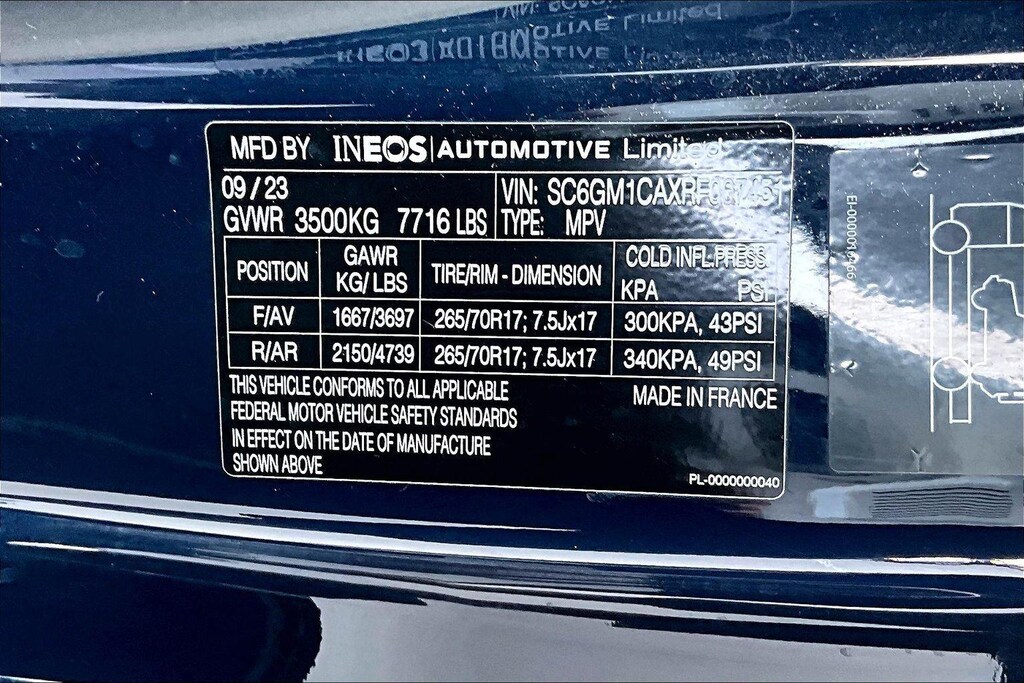 MFD BY INEOS | AUTOMOTIVE Limited
09 / 23
GVWR 3500KG 7716 LBS
VIN:
TYPE: MPV
POSITION GAWR KG/ LBS TIRE/RIM - DIMENSION COLD INFL.PRESS. KPA PSI
F/AV 1667/3697 265/70R17; 7.5Jx17 300KPA, 43PSI
R/AR 2150/4739 265/70R17; 7.5Jx17 340KPA, 49PSI
THIS VEHICLE CONFORMS TO ALL APPLICABLE
FEDERAL MOTOR VEHICLE SAFETY STANDARDS
IN EFFECT ON THE DATE OF MANUFACTURE
SHOWN ABOVE
MADE IN FRANCE
PL-0000000040
Y